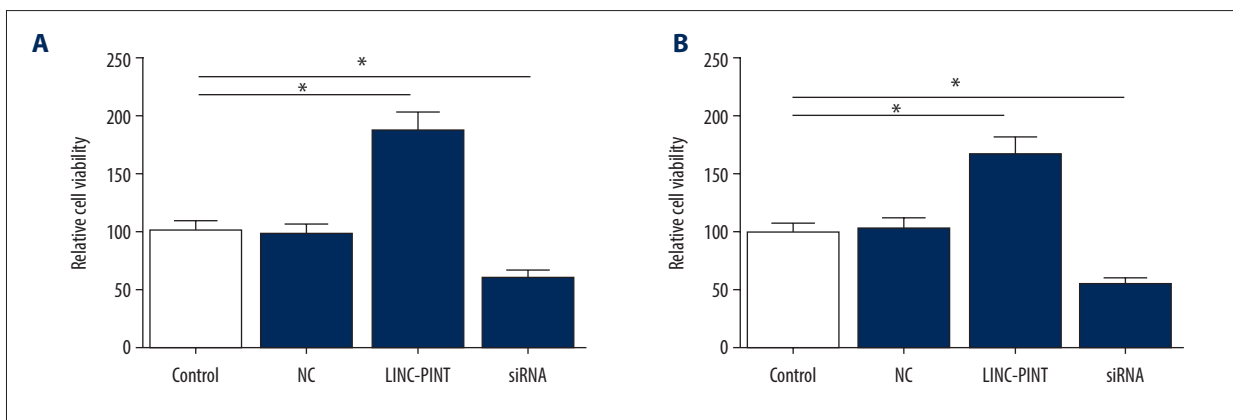 A
250
200
150
100
50
0
Relative cell viability
*
*
Control NC LINC-PINT siRNA
B
250
200
150
100
50
0
Relative cell viability
*
*
Control NC LINC-PINT siRNA